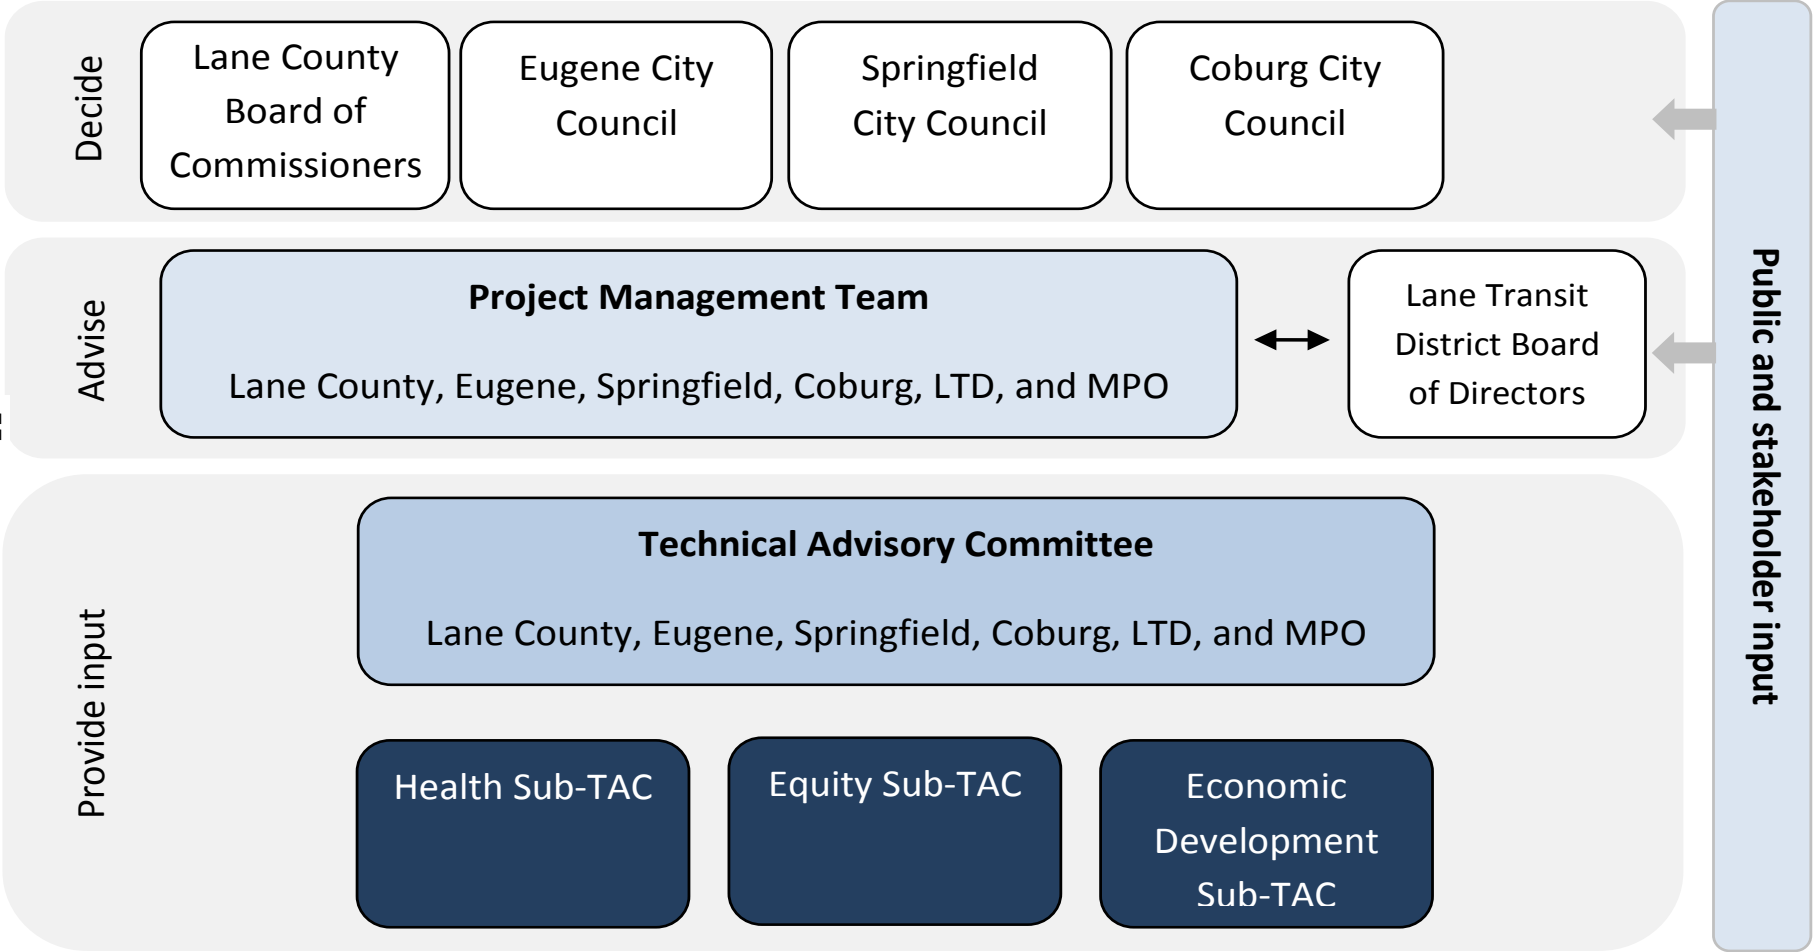 Decide
Lane County
Board of
Commissioners
Eugene City
Council
Springfield
City Council
Coburg City
Council
Advise
Project Management Team
Lane County, Eugene, Springfield, Coburg, LTD, and MPO
Lane Transit
District Board
of Directors
Provide input
Technical Advisory Committee
Lane County, Eugene, Springfield, Coburg, LTD, and MPO
Health Sub-TAC
Equity Sub-TAC
Economic
Development
Sub-TAC
Public and stakeholder input